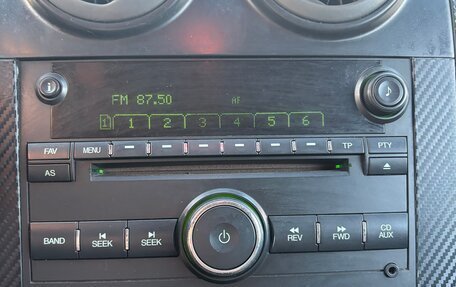 FM 87.50 AF
1 1 2 3 4 5 6
FAV MENU TP PTY
AS
BAND SEEK SEEK REV FWD CD AUX